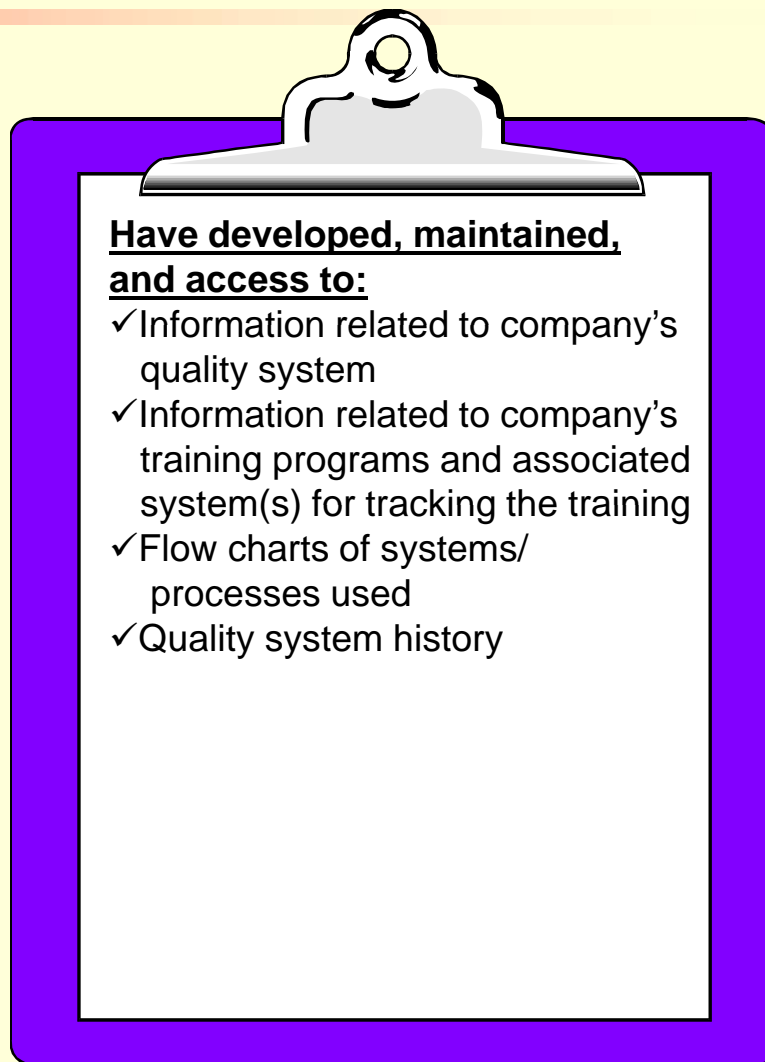 Have developed, maintained,
and access to:
✓Information related to company's
quality system
✓Information related to company's
training programs and associated
system(s) for tracking the training
✓Flow charts of systems/
processes used
✓Quality system history